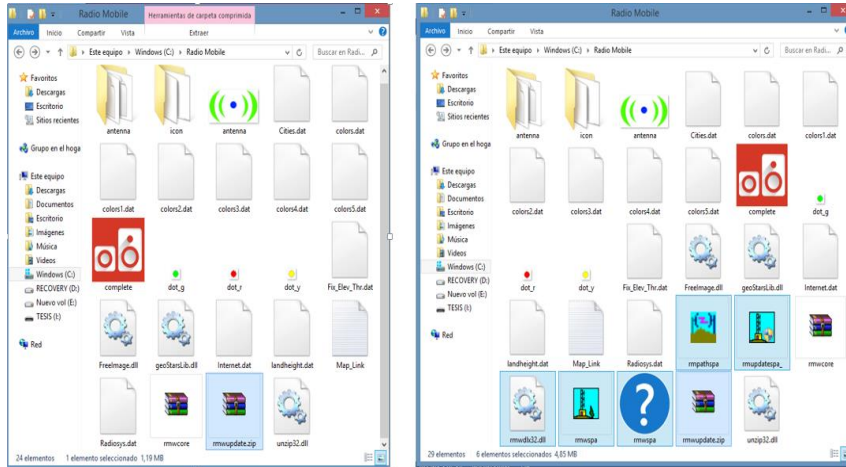 Radio Mobile
Herramientas de carpeta comprimida
Archivo Inicio Compartir Vista Extraer
Este equipo Windows (C:) Radio Mobile
Buscar en Radi...
Favoritos
Descargas
Escritorio
Sitios recientes
Grupo en el hoga
Este equipo
Descargas
Documentos
Escritorio
Imágenes
Música
Videos
Windows (C:)
RECOVERY (D:)
Nuevo vol (E:)
TESIS (I:)
Red
antenna icon antenna Cities.dat colors.dat
colors1.dat colors2.dat colors3.dat colors4.dat colors5.dat
complete dot_g dot_r dot_y Fix_Elev_Thr.dat
FreeImage.dll geoStarsLib.dll Internet.dat landheight.dat Map_Link
Radiosys.dat rmwcore rmwupdate.zip unzip32.dll
24 elementos 1 elemento seleccionado 1,19 MB
Radio Mobile
Archivo Inicio Compartir Vista
Este equipo Windows (C:) Radio Mobile
Buscar en Radi...
Favoritos
Descargas
Escritorio
Sitios recientes
Grupo en el hoga
Este equipo
Descargas
Documentos
Escritorio
Imágenes
Música
Videos
Windows (C:)
RECOVERY (D:)
Nuevo vol (E:)
TESIS (I:)
Red
antenna icon antenna Cities.dat colors.dat colors1.dat
colors2.dat colors3.dat colors4.dat colors5.dat complete dot_g
dot_r dot_y Fix_Elev_Thr.dat FreeImage.dll geoStarsLib.dll Internet.dat
landheight.dat Map_Link Radiosys.dat rmpathspa rmupdatespa_ rmwcore
rmwdlx32.dll rmwspa rmwspa rmwupdate.zip unzip32.dll
29 elementos 6 elementos seleccionados 4,85 MB